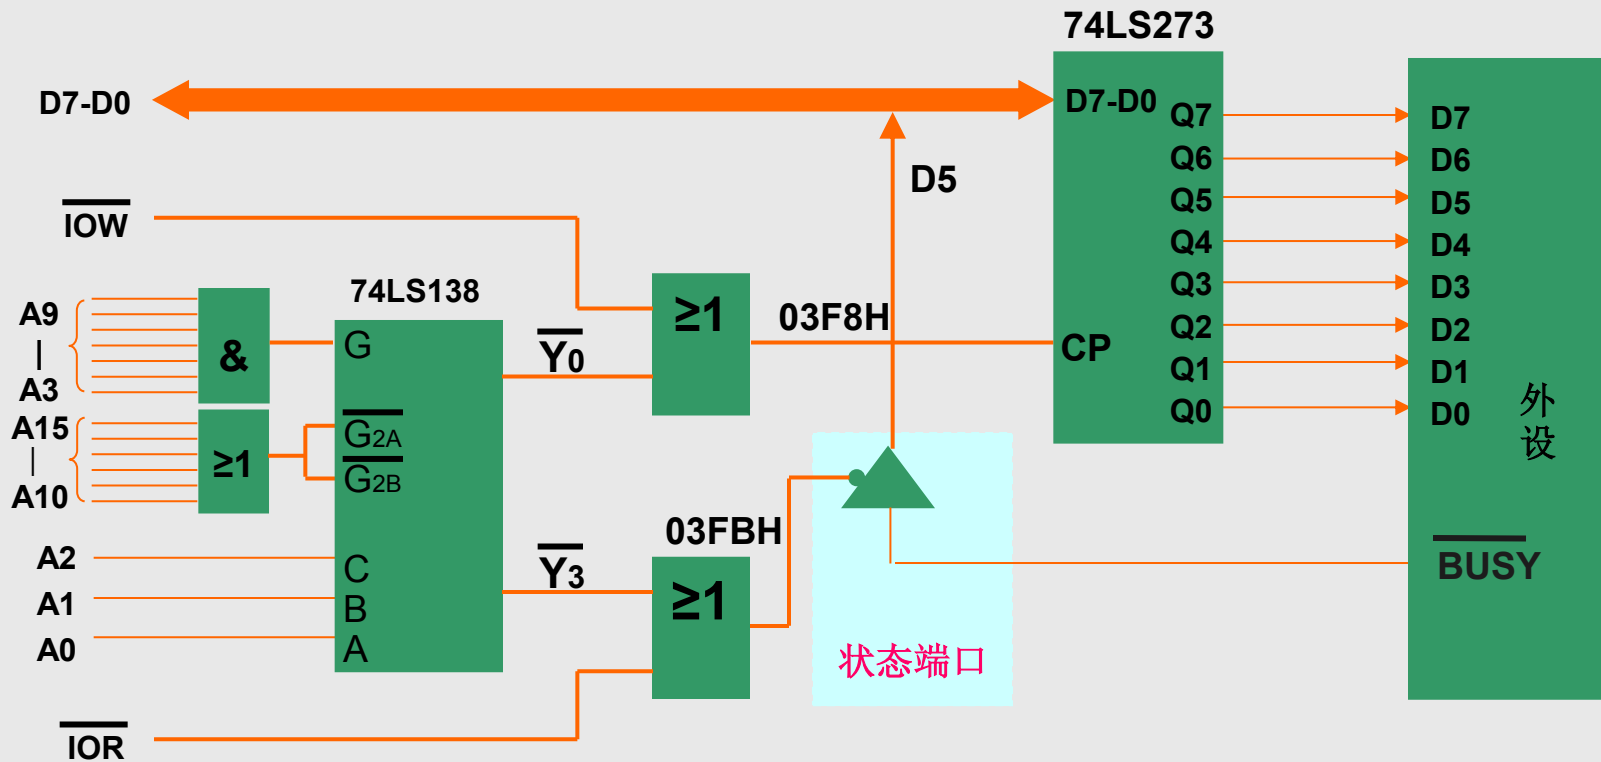 74LS273
D7-D0
D7-D0
Q7
D7
Q6
D6
D5
Q5
D5
IOW
Q4
D4
74LS138
Q3
D3
A9
|
A3
&
G
Y0
≥1
03F8H
CP
Q2
D2
Q1
D1
Q0
D0
外
设
A15
|
A10
≥1
G2A
G2B
03FBH
A2
C
Y3
≥1
BUSY
A1
B
A0
A
状态端口
IOR